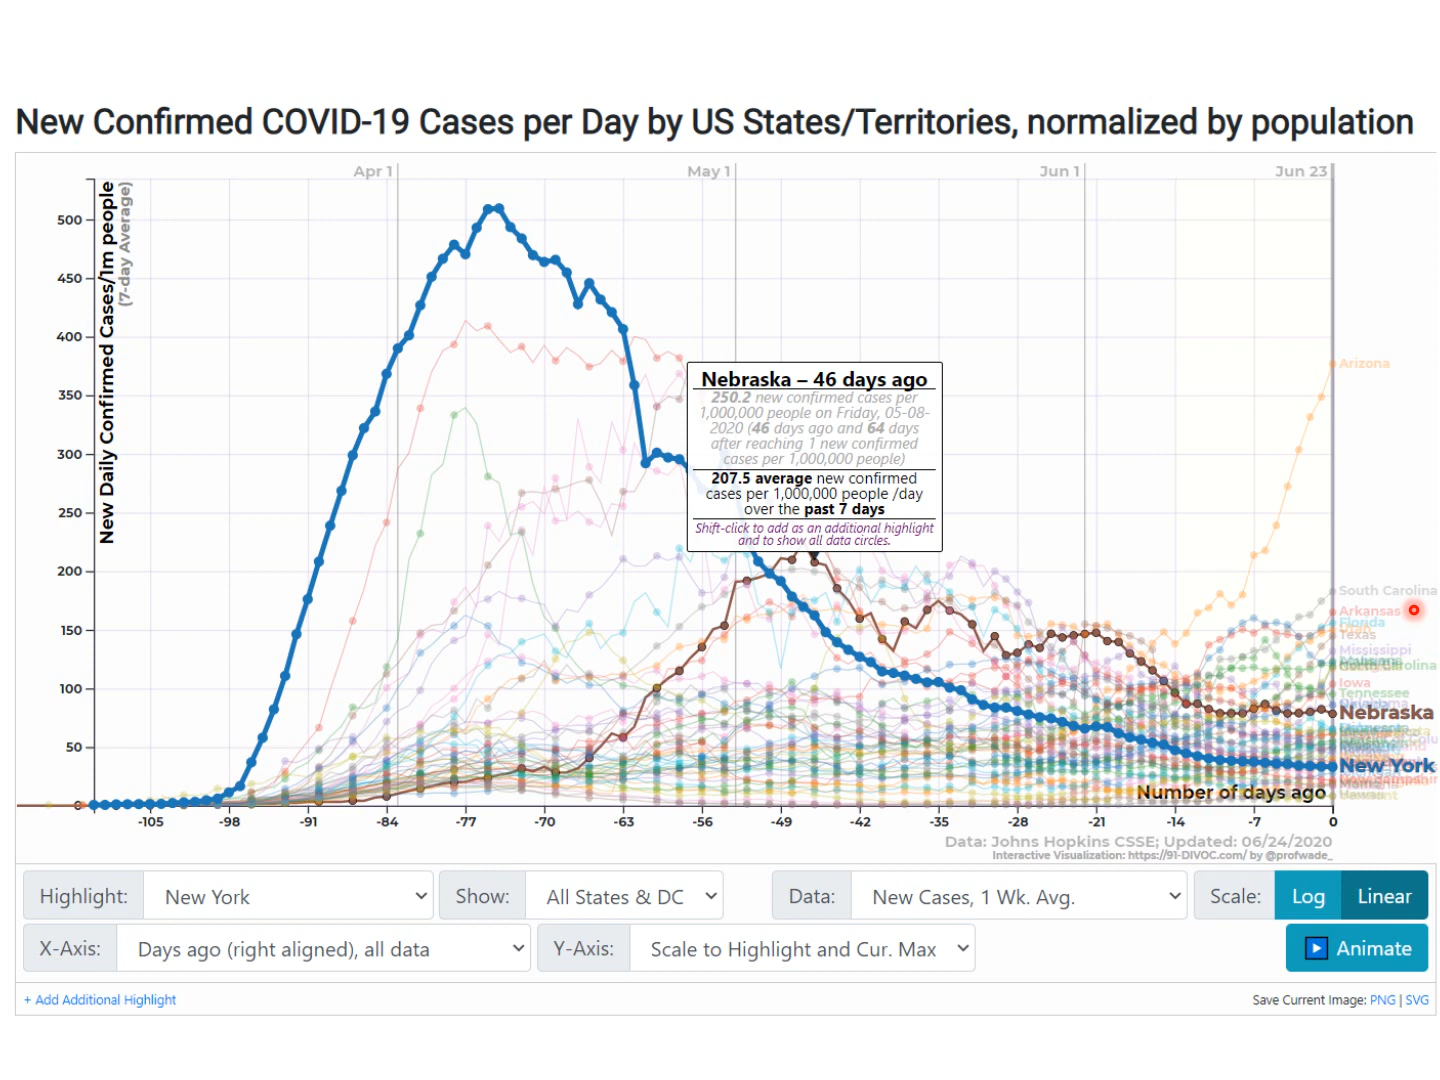 New Confirmed COVID-19 Cases per Day by US States/Territories, normalized by population
Apr 1
May 1
Jun 1
Jun 23
New Daily Confirmed Cases/1m people
(7-day Average)
500
450
400
350
300
250
200
150
100
50
0
Nebraska – 46 days ago
250.2 new confirmed cases per
1,000,000 people on Friday, 05-08-
2020 (46 days ago and 64 days
after reaching 1 new confirmed
cases per 1,000,000 people)
207.5 average new confirmed
cases per 1,000,000 people /day
over the past 7 days
Shift-click to add as an additional highlight
and to show all data circles.
Arizona
South Carolina
Arkansas
Florida
Texas
Mississippi
Iowa
Tennessee
Nebraska
New York
Number of days ago
-105 -98 -91 -84 -77 -70 -63 -56 -49 -42 -35 -28 -21 -14 -7 0
Data: Johns Hopkins CSSE; Updated: 06/24/2020
Interactive Visualization: https://91-DIVOC.com/ by @profwade_
Highlight: New York Show: All States & DC Data: New Cases, 1 Wk. Avg. Scale: Log Linear
X-Axis: Days ago (right aligned), all data Y-Axis: Scale to Highlight and Cur. Max Animate
+ Add Additional Highlight
Save Current Image: PNG | SVG